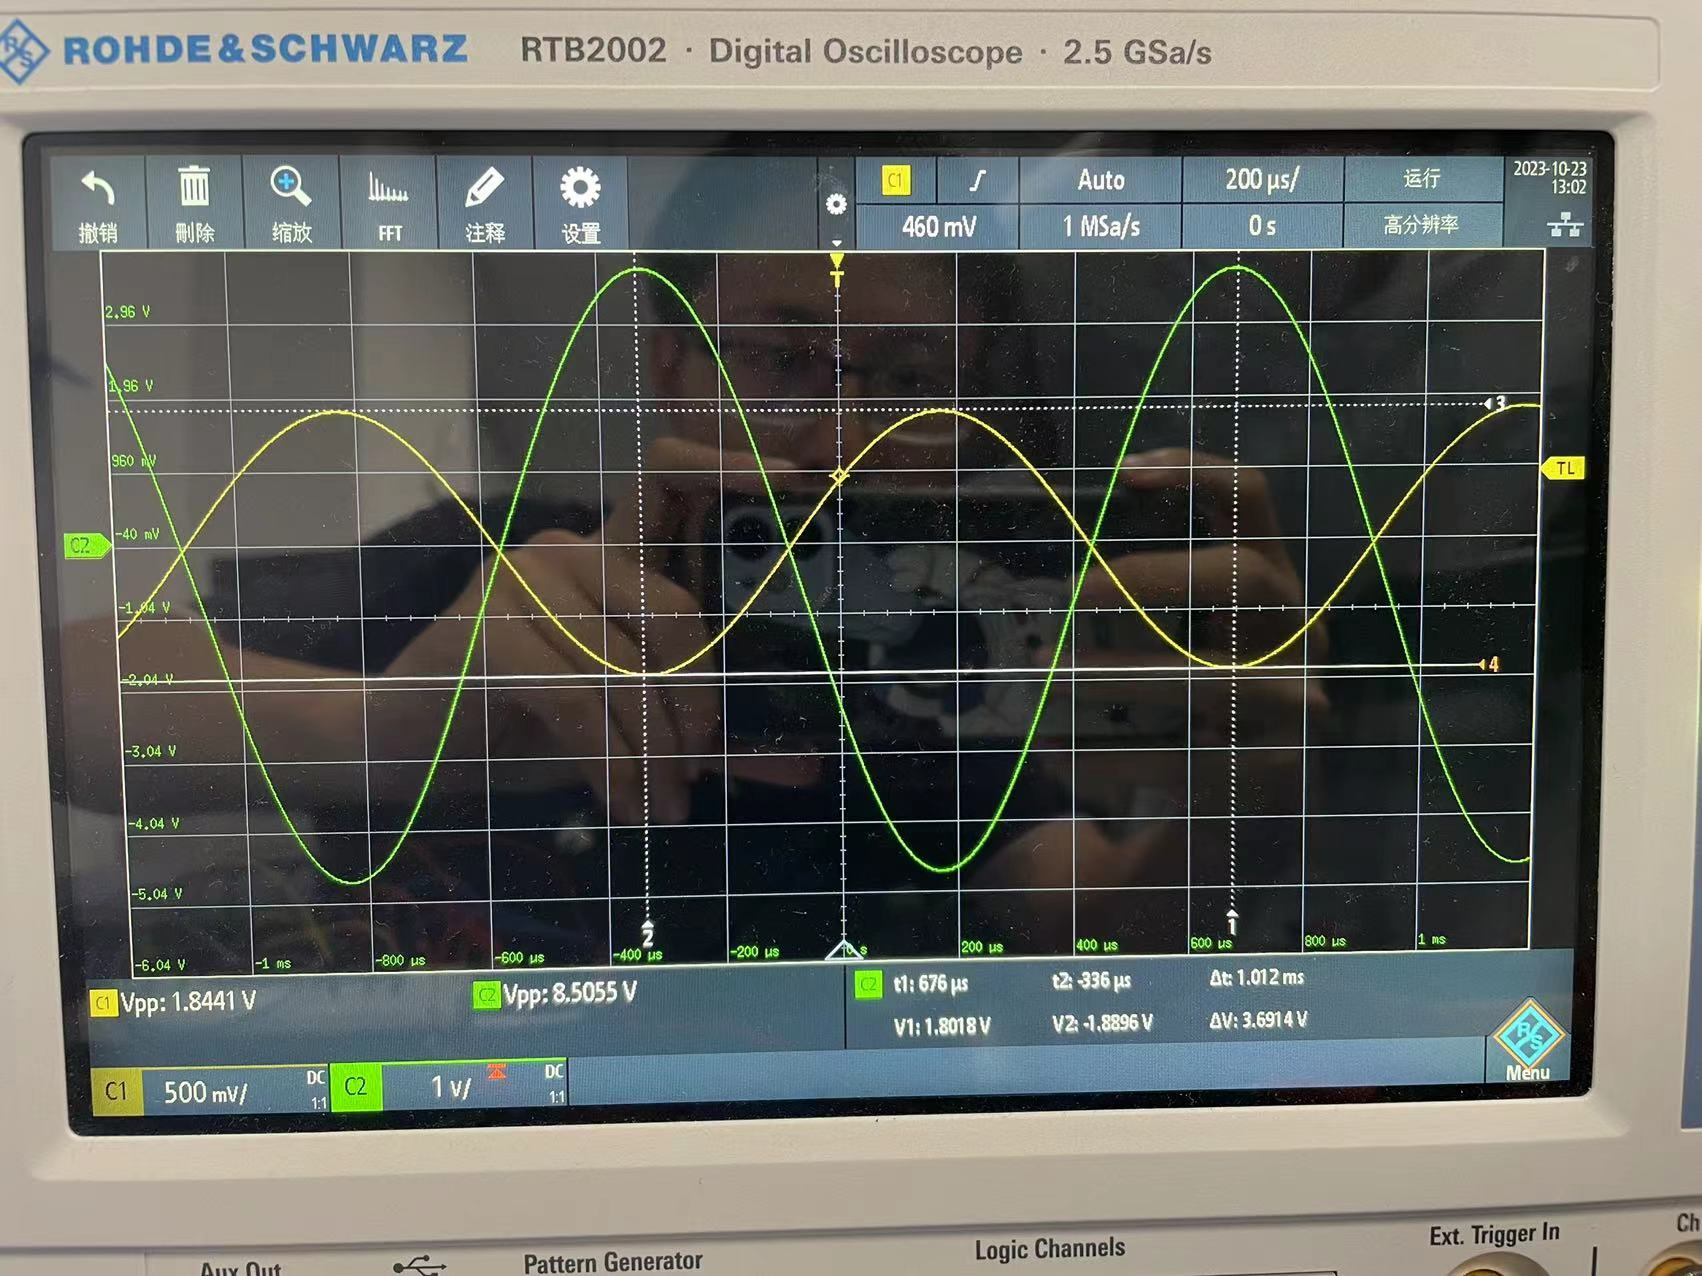 ROHDE & SCHWARZ RTB2002 · Digital Oscilloscope · 2.5 GSa/s
撤销 刪除 缩放 FFT 注释 设置
C1 Auto 200 µs/ 运行 2023-10-23
13:02
460 mV 1 MSa/s 0 s 高分辨率
T
2.96 V
1.96 V
3
960 mV
TL
C2
-40 mV
-1.04 V
-2.04 V
4
-3.04 V
-4.04 V
-5.04 V
2 1
-6.04 V -1 ms -800 µs -600 µs -400 µs -200 µs 0 s 200 µs 400 µs 600 µs 800 µs 1 ms
C1 Vpp: 1.8441 V C2 Vpp: 8.5055 V C2 t1: 676 µs t2: -336 µs Δt: 1.012 ms
V1: 1.8018 V V2: -1.8896 V ΔV: 3.6914 V
R S
Menu
C1 500 mV/ DC 1:1 C2 1 V/ DC 1:1
Aux Out Pattern Generator Logic Channels Ext. Trigger In Ch